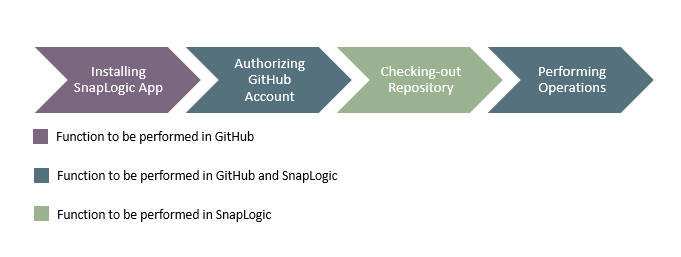 Installing
SnapLogic App
Authorizing
GitHub
Account
Checking-out
Repository
Performing
Operations
Function to be performed in GitHub
Function to be performed in GitHub and SnapLogic
Function to be performed in SnapLogic